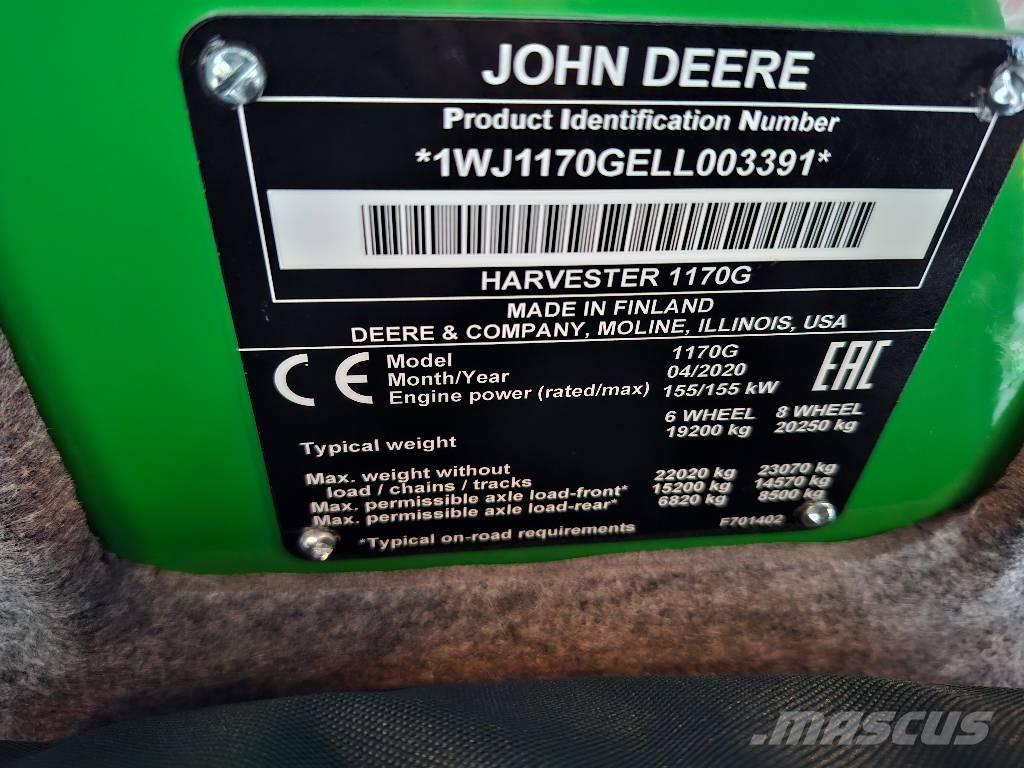 JOHN DEERE
Product Identification Number
*1WJ1170GELL003391*
HARVESTER 1170G
MADE IN FINLAND
DEERE & COMPANY, MOLINE, ILLINOIS, USA
CE Model 1170G EAC
Month/Year 04/2020
Engine power (rated/max) 155/155 kW
6 WHEEL 8 WHEEL
Typical weight 19200 kg 20250 kg
Max. weight without
load / chains / tracks 22020 kg 23070 kg
Max. permissible axle load-front* 15200 kg 14570 kg
Max. permissible axle load-rear* 6820 kg 8500 kg
*Typical on-road requirements F701402
MASCUS